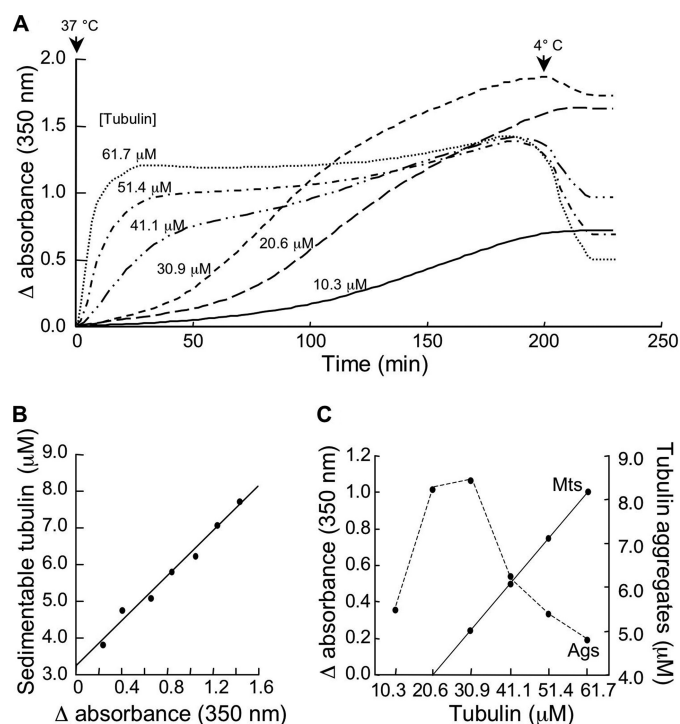 A
37 °C
4° C
2.0
1.5
1.0
0.5
0.0
Δ absorbance (350 nm)
[Tubulin]
61.7 μM
51.4 μM
41.1 μM
30.9 μM
20.6 μM
10.3 μM
0 50 100 150 200 250
Time (min)
B
Sedimentable tubulin (μM)
9.0
8.0
7.0
6.0
5.0
4.0
3.0
0 0.4 0.8 1.2 1.6
Δ absorbance (350 nm)
C
Δ absorbance (350 nm)
1.2
1.0
0.8
0.6
0.4
0.2
0.0
Mts
Ags
9.0
8.0
7.0
6.0
5.0
4.0
Tubulin aggregates
(μM)
10.3 20.6 30.9 41.1 51.4 61.7
Tubulin (μM)